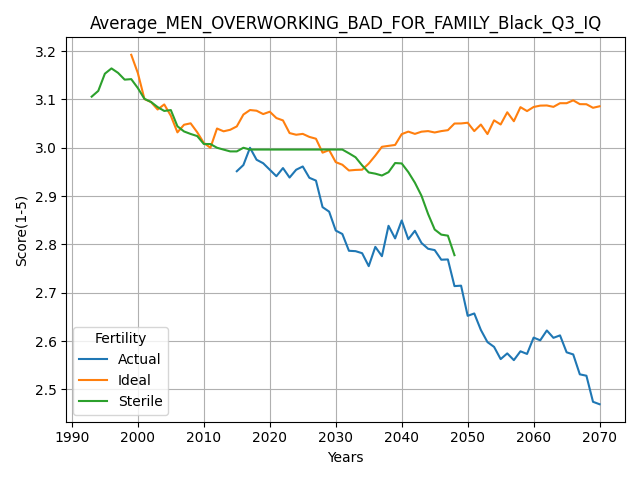 Average_MEN_OVERWORKING_BAD_FOR_FAMILY_Black_Q3_IQ
Score(1-5)
3.2
3.1
3.0
2.9
2.8
2.7
2.6
2.5
Fertility
Actual
Ideal
Sterile
1990 2000 2010 2020 2030 2040 2050 2060 2070
Years